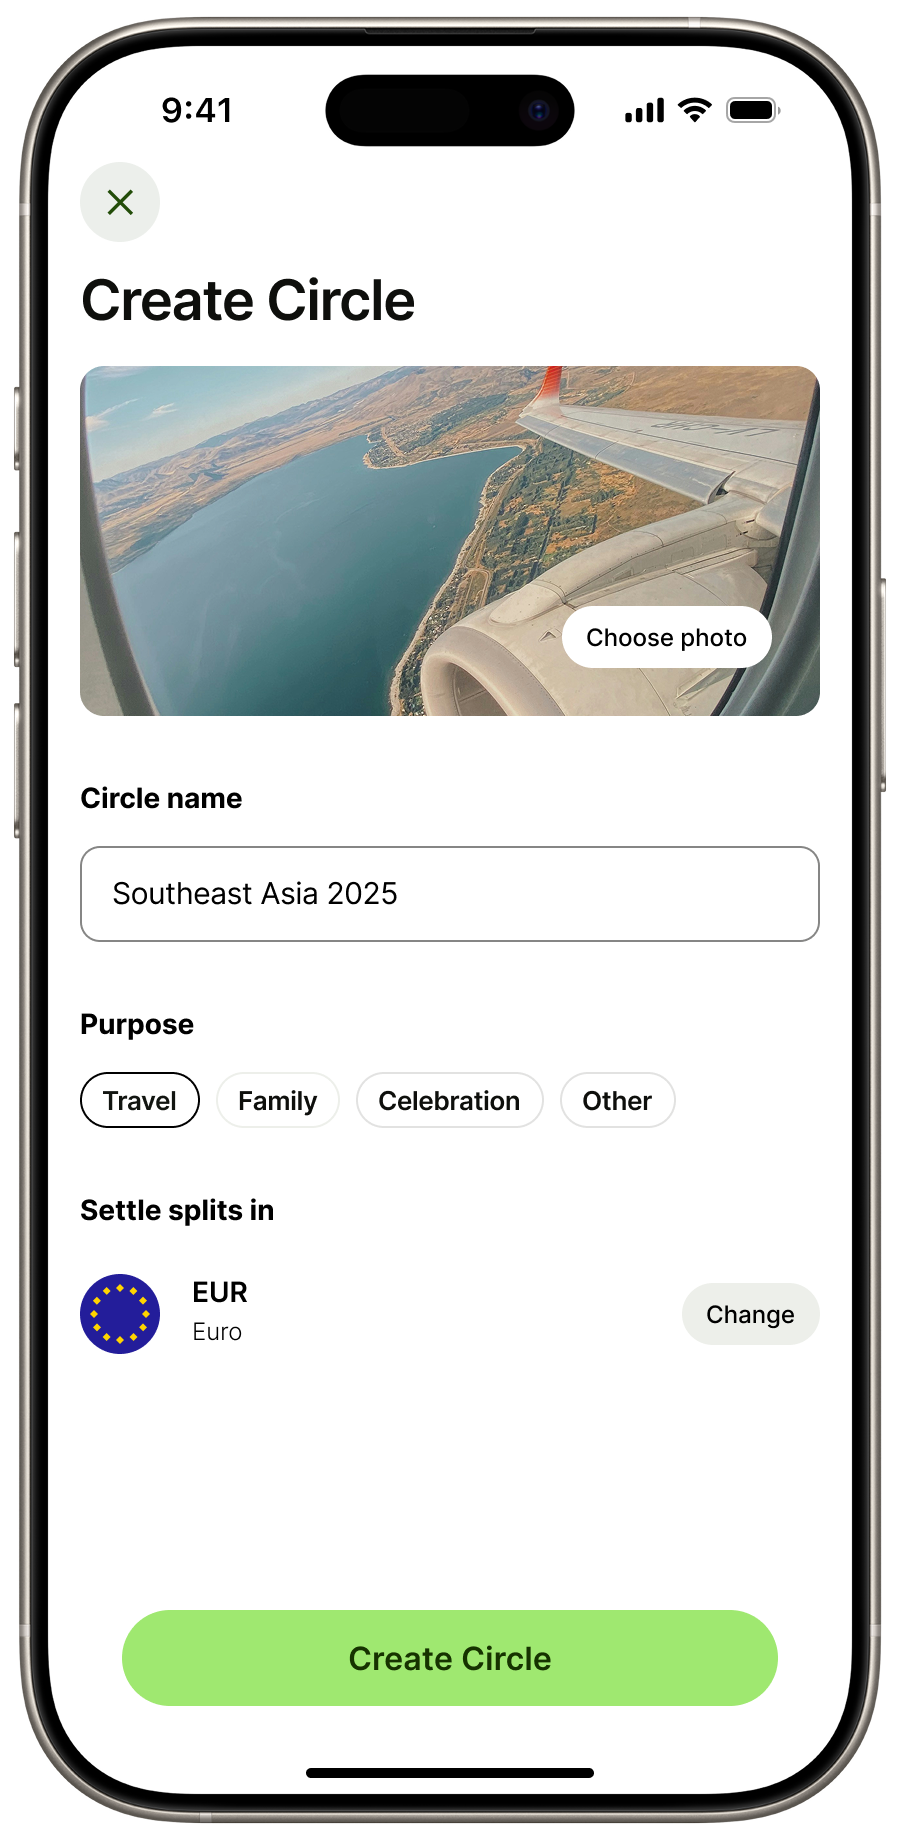 9:41
Create Circle
Choose photo
Circle name
Southeast Asia 2025
Purpose
Travel Family Celebration Other
Settle splits in
EUR
Euro
Change
Create Circle